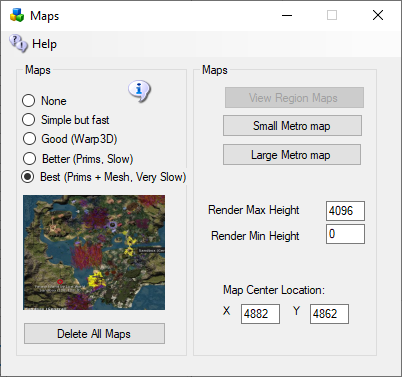 Maps
Help
Maps
None
Simple but fast
Good (Warp3D)
Better (Prims, Slow)
Best (Prims + Mesh, Very Slow)
Delete All Maps
Maps
View Region Maps
Small Metro map
Large Metro map
Render Max Height 4096
Render Min Height 0
Map Center Location:
X 4882 Y 4862